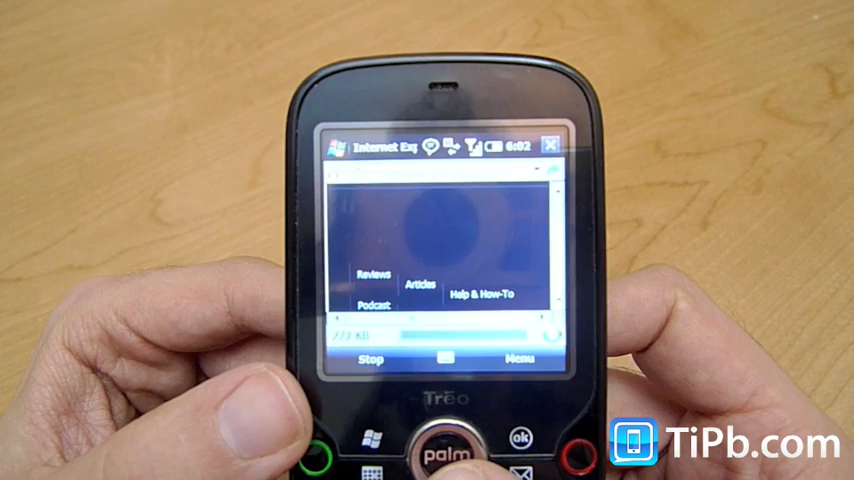 Internet Exp 6:02
Reviews
Articles
Help & How-To
Podcast
272 KB
Stop Menu
Treo
ok
palm
TiPb.com